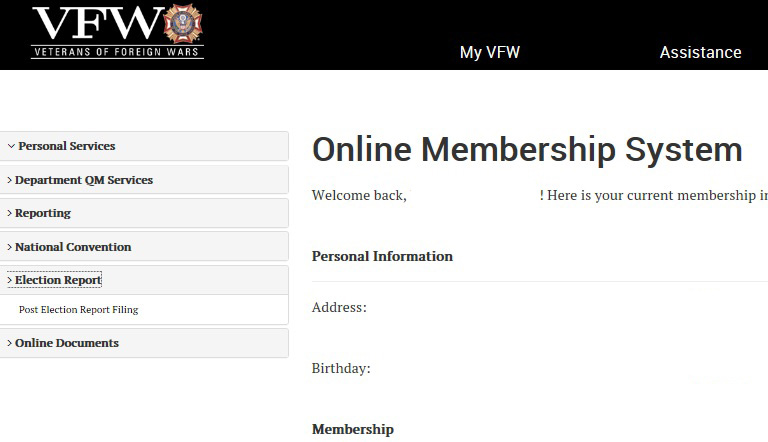 VFW
VETERANS OF FOREIGN WARS
My VFW
Assistance
Personal Services
Department QM Services
Reporting
National Convention
Election Report
Post Election Report Filing
Online Documents
Online Membership System
Welcome back, ! Here is your current membership
Personal Information
Address:
Birthday:
Membership